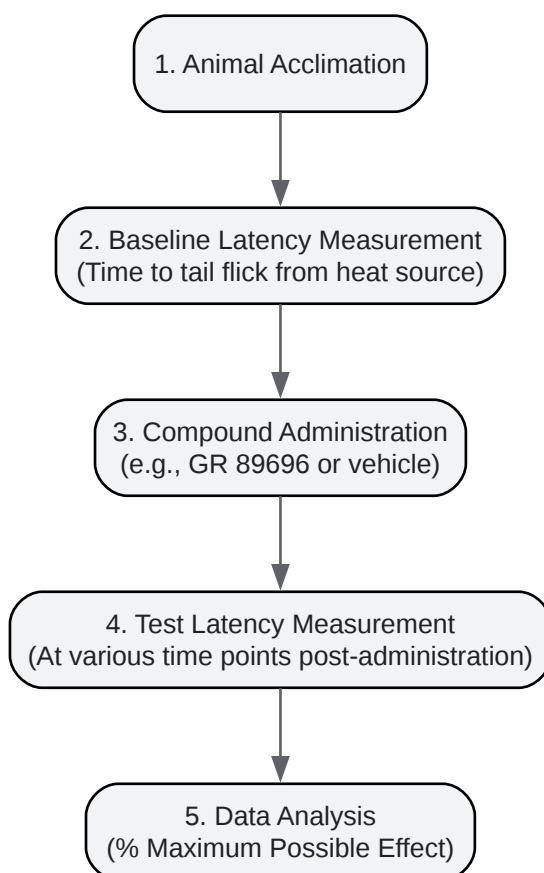 1. Animal Acclimation
2. Baseline Latency Measurement
(Time to tail flick from heat source)
3. Compound Administration
(e.g., GR 89696 or vehicle)
4. Test Latency Measurement
(At various time points post-administration)
5. Data Analysis
(% Maximum Possible Effect)